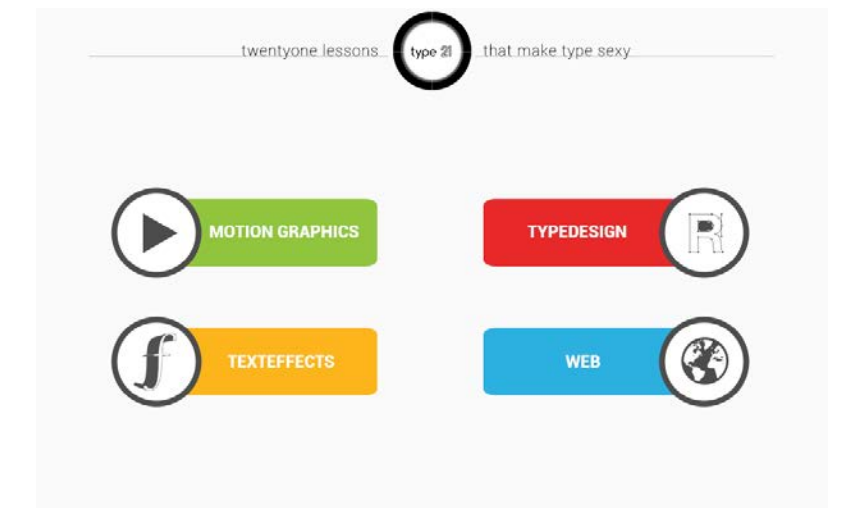 twentyone lessons type 21 that make type sexy
MOTION GRAPHICS
TYPEDESIGN
R
TEXTEFFECTS
f
WEB